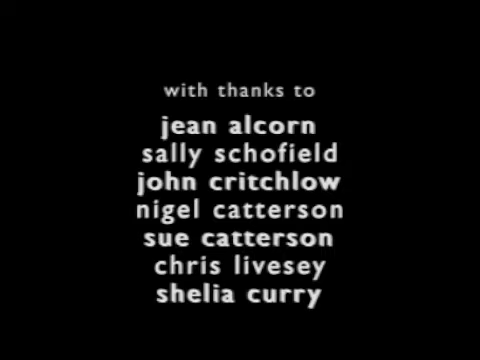 with thanks to
jean alcorn
sally schofield
john critchlow
nigel catterson
sue catterson
chris livesey
shelia curry